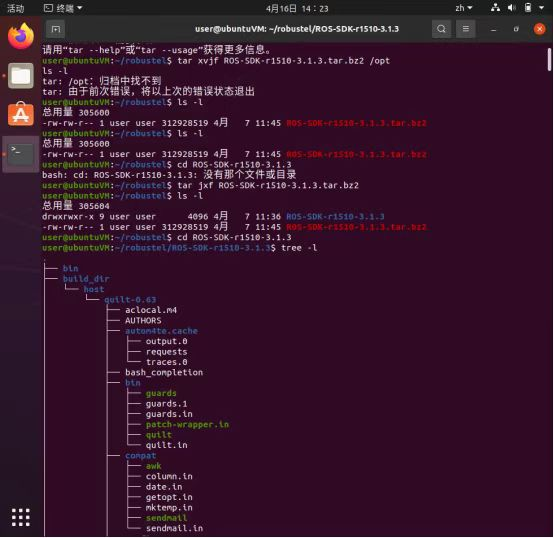 活动
终端
4月16日 14：23
zh
user@ubuntuVM: ~/robustel/ROS-SDK-r1510-3.1.3
请用“tar --help”或“tar --usage”获得更多信息。
user@ubuntuVM:~/robustel$ tar xvjf ROS-SDK-r1510-3.1.3.tar.bz2 /opt
ls -l
tar: /opt：归档中找不到
tar: 由于前次错误，将以上次的错误状态退出
user@ubuntuVM:~/robustel$ ls -l
总用量 305600
-rw-rw-r-- 1 user user 312928519 4月   7 11:45 ROS-SDK-r1510-3.1.3.tar.bz2
user@ubuntuVM:~/robustel$ ls -l
总用量 305600
-rw-rw-r-- 1 user user 312928519 4月   7 11:45 ROS-SDK-r1510-3.1.3.tar.bz2
user@ubuntuVM:~/robustel$ cd ROS-SDK-r1510-3.1.3
bash: cd: ROS-SDK-r1510-3.1.3: 没有那个文件或目录
user@ubuntuVM:~/robustel$ tar jxf ROS-SDK-r1510-3.1.3.tar.bz2
user@ubuntuVM:~/robustel$ ls -l
总用量 305604
drwxrwxr-x 9 user user      4096 4月   7 11:36 ROS-SDK-r1510-3.1.3
-rw-rw-r-- 1 user user 312928519 4月   7 11:45 ROS-SDK-r1510-3.1.3.tar.bz2
user@ubuntuVM:~/robustel$ cd ROS-SDK-r1510-3.1.3
user@ubuntuVM:~/robustel/ROS-SDK-r1510-3.1.3$ tree -l
.
├── bin
├── build_dir
│   └── host
│       └── quilt-0.63
│           ├── aclocal.m4
│           ├── AUTHORS
│           ├── autom4te.cache
│           │   ├── output.0
│           │   ├── requests
│           │   └── traces.0
│           ├── bash_completion
│           ├── bin
│           │   ├── guards
│           │   ├── guards.1
│           │   ├── guards.in
│           │   ├── patch-wrapper.in
│           │   ├── quilt
│           │   └── quilt.in
│           ├── compat
│           │   ├── awk
│           │   ├── column.in
│           │   ├── date.in
│           │   ├── getopt.in
│           │   ├── mktemp.in
│           │   ├── sendmail
│           │   └── sendmail.in